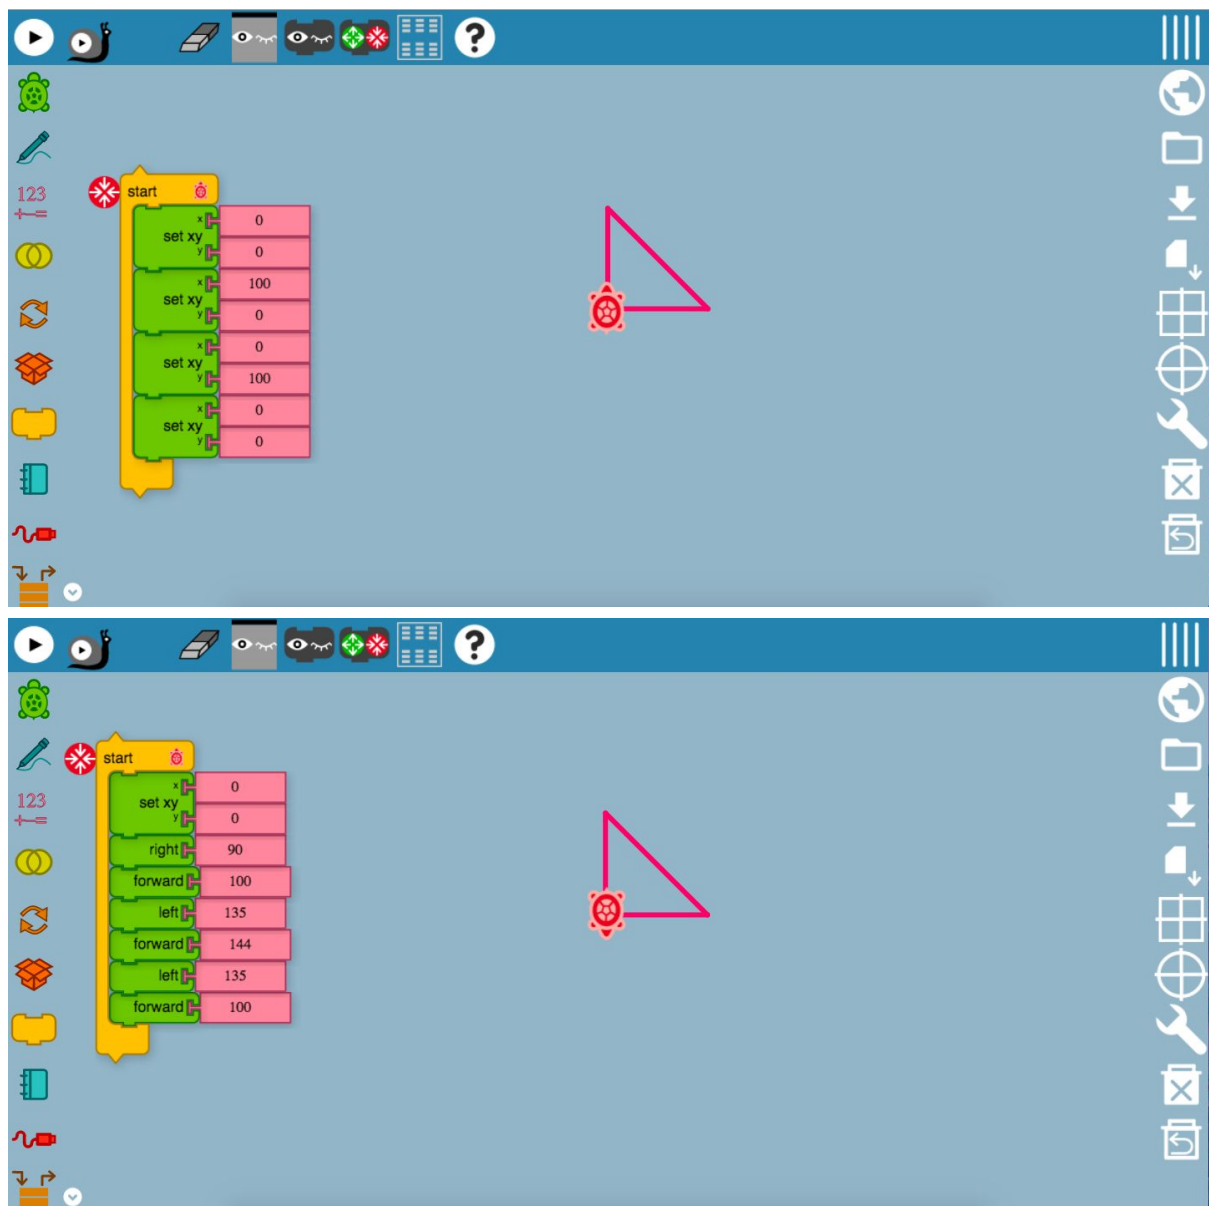 ?
123
start
x 0
set xy
y 0
x 100
set xy
y 0
x 0
set xy
y 100
x 0
set xy
y 0
?
123
start
x 0
set xy
y 0
right 90
forward 100
left 135
forward 144
left 135
forward 100